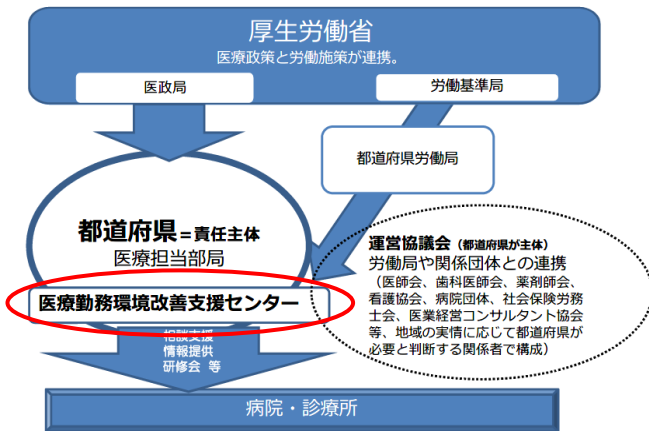 厚生労働省
医療政策と労働施策が連携。
医政局
労働基準局
都道府県労働局
都道府県＝責任主体
医療担当部局
医療勤務環境改善支援センター
運営協議会（都道府県が主体）
労働局や関係団体との連携
（医師会、歯科医師会、薬剤師会、
看護協会、病院団体、社会保険労務
士会、医業経営コンサルタント協会
等、地域の実情に応じて都道府県が
必要と判断する関係者で構成）
相談支援
情報提供
研修会 等
病院・診療所